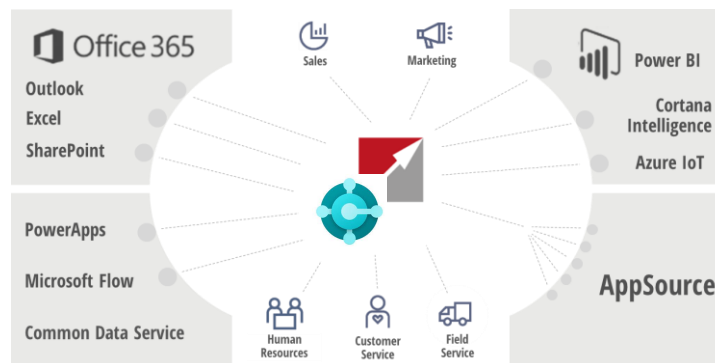 Office 365
Outlook
Excel
SharePoint
Sales
Marketing
Power BI
Cortana
Intelligence
Azure IoT
PowerApps
Microsoft Flow
Common Data Service
Human
Resources
Customer
Service
Field
Service
AppSource